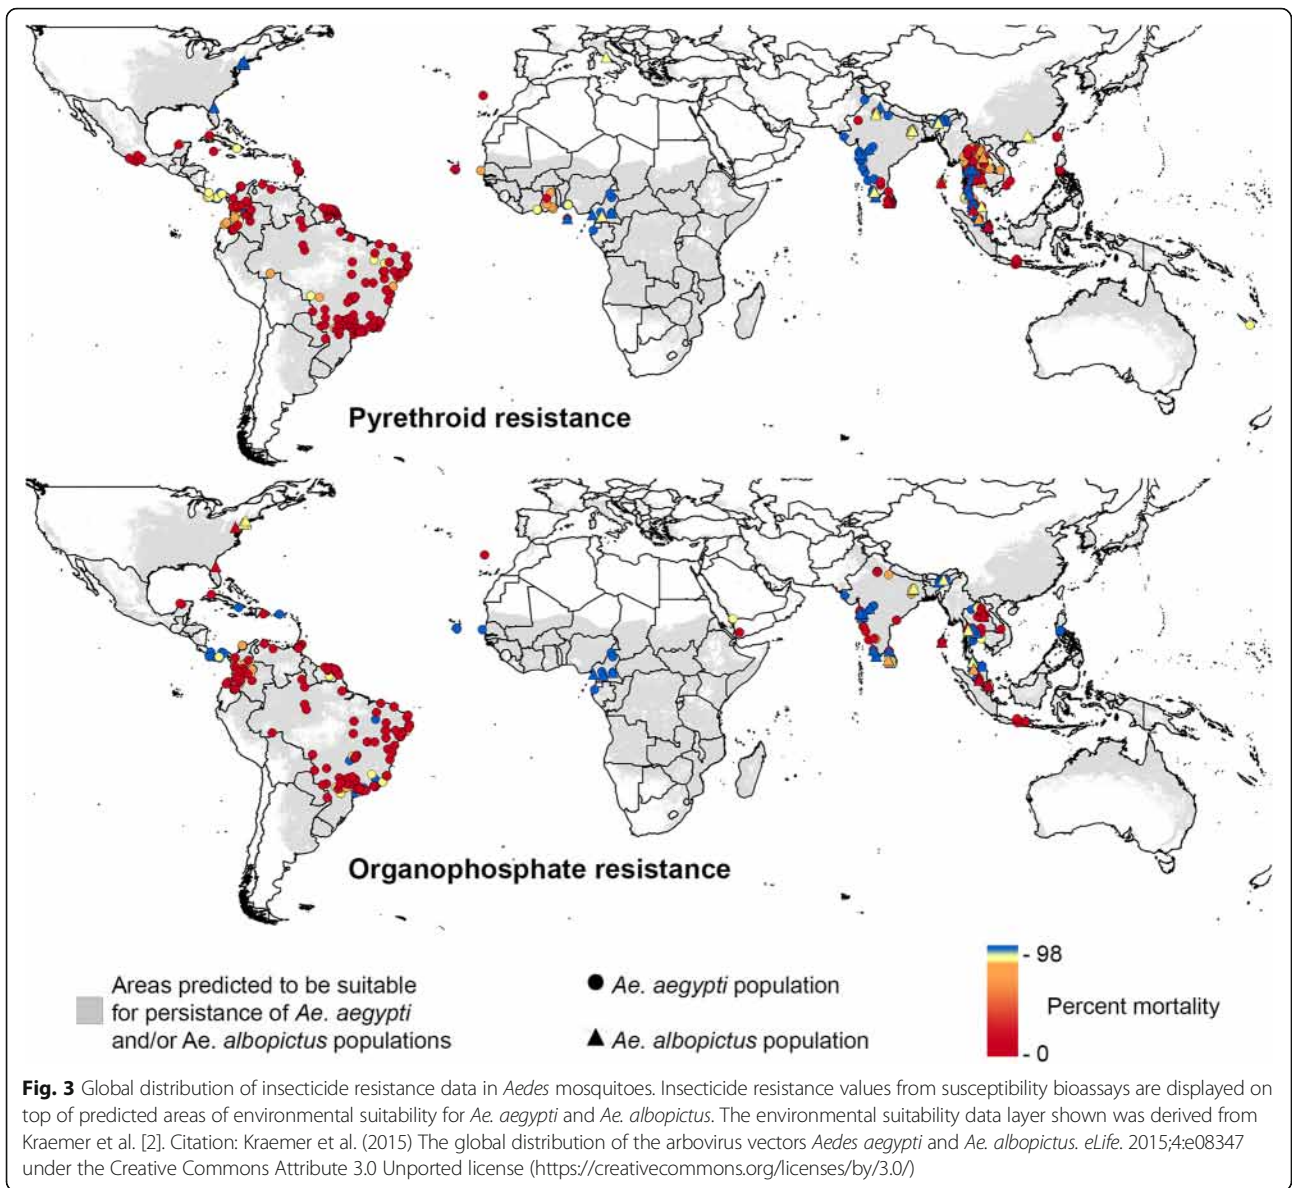 Pyrethroid resistance
Organophosphate resistance
Areas predicted to be suitable
for persistance of Ae. aegypti
and/or Ae. albopictus populations
Ae. aegypti population
Ae. albopictus population
- 98
Percent mortality
- 0
Fig. 3 Global distribution of insecticide resistance data in Aedes mosquitoes. Insecticide resistance values from susceptibility bioassays are displayed on
top of predicted areas of environmental suitability for Ae. aegypti and Ae. albopictus. The environmental suitability data layer shown was derived from
Kraemer et al. [2]. Citation: Kraemer et al. (2015) The global distribution of the arbovirus vectors Aedes aegypti and Ae. albopictus. eLife. 2015;4:e08347
under the Creative Commons Attribute 3.0 Unported license (https://creativecommons.org/licenses/by/3.0/)